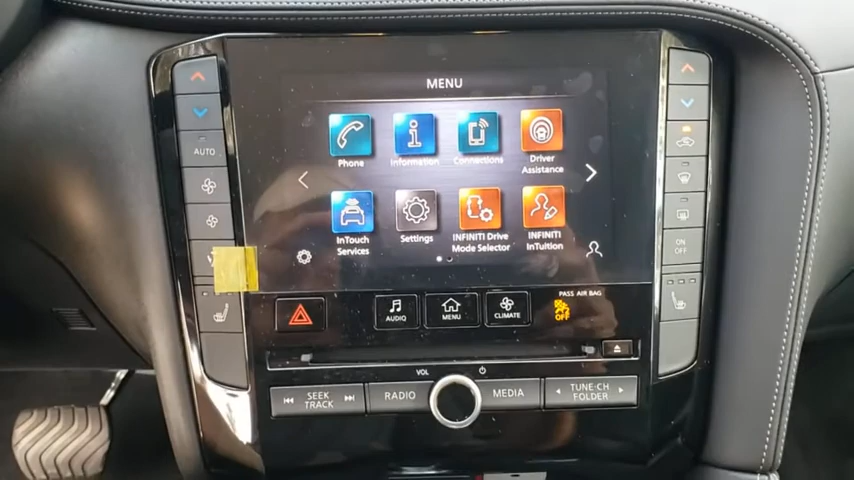 MENU
Phone
Information
Connections
Driver
Assistance
InTouch
Services
Settings
INFINITI Drive
Mode Selector
INFINITI
InTuition
AUTO
ON
OFF
AUDIO
MENU
CLIMATE
PASS AIR BAG
OFF
VOL
SEEK
TRACK
RADIO
MEDIA
TUNE·CH
FOLDER